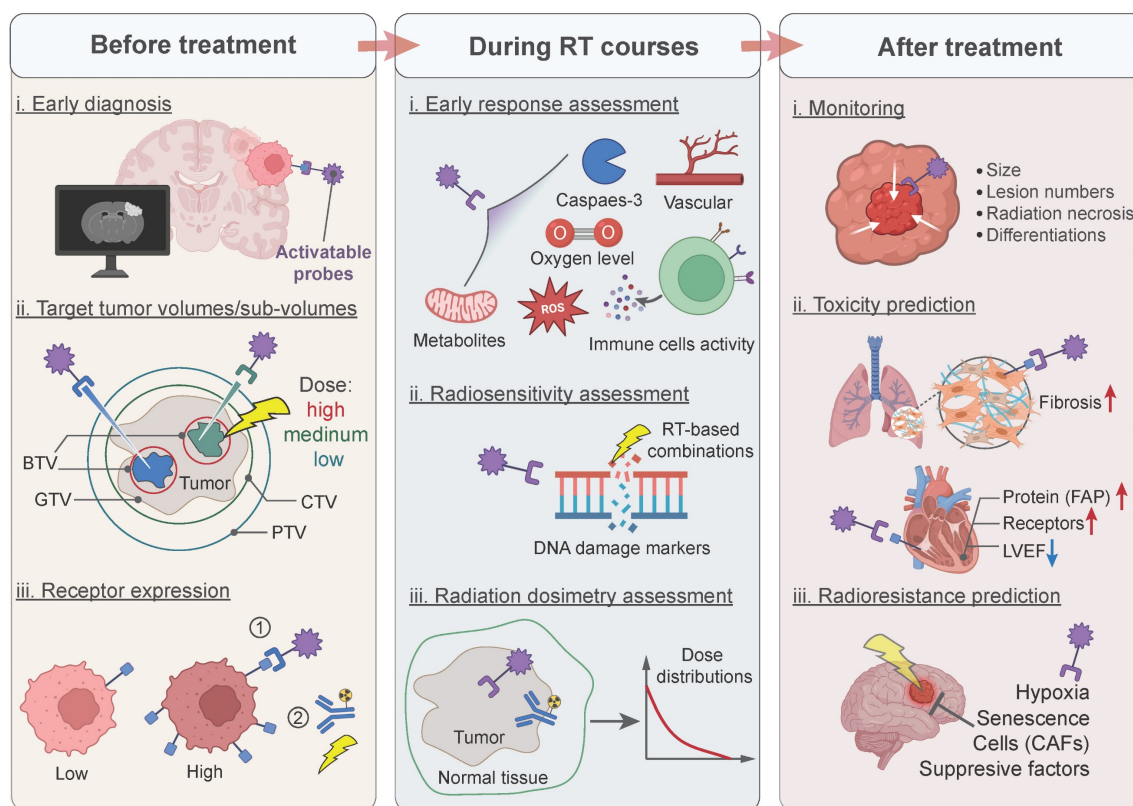 Before treatment
During RT courses
After treatment
i. Early diagnosis
Activatable
probes
ii. Target tumor volumes/sub-volumes
Dose:
high
medinum
low
BTV
Tumor
GTV
CTV
PTV
iii. Receptor expression
1
2
Low
High
i. Early response assessment
Caspaes-3
Vascular
O O
Oxygen level
ROS
Metabolites
Immune cells activity
ii. Radiosensitivity assessment
RT-based
combinations
DNA damage markers
iii. Radiation dosimetry assessment
Dose
distributions
Tumor
Normal tissue
i. Monitoring
• Size
• Lesion numbers
• Radiation necrosis
• Differentiations
ii. Toxicity prediction
Fibrosis
Protein (FAP)
Receptors
LVEF
iii. Radioresistance prediction
Hypoxia
Senescence
Cells (CAFs)
Suppresive factors